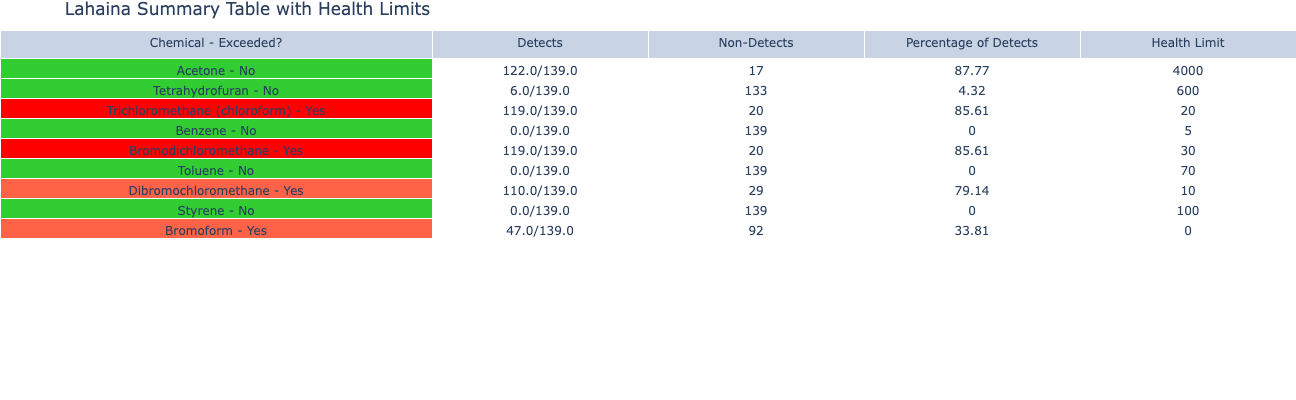 Lahaina Summary Table with Health Limits
Chemical - Exceeded? Detects Non-Detects Percentage of Detects Health Limit
Acetone - No 122.0/139.0 17 87.77 4000
Tetrahydrofuran - No 6.0/139.0 133 4.32 600
Trichloromethane (chloroform) - Yes 119.0/139.0 20 85.61 20
Benzene - No 0.0/139.0 139 0 5
Bromodichloromethane - Yes 119.0/139.0 20 85.61 30
Toluene - No 0.0/139.0 139 0 70
Dibromochloromethane - Yes 110.0/139.0 29 79.14 10
Styrene - No 0.0/139.0 139 0 100
Bromoform - Yes 47.0/139.0 92 33.81 0